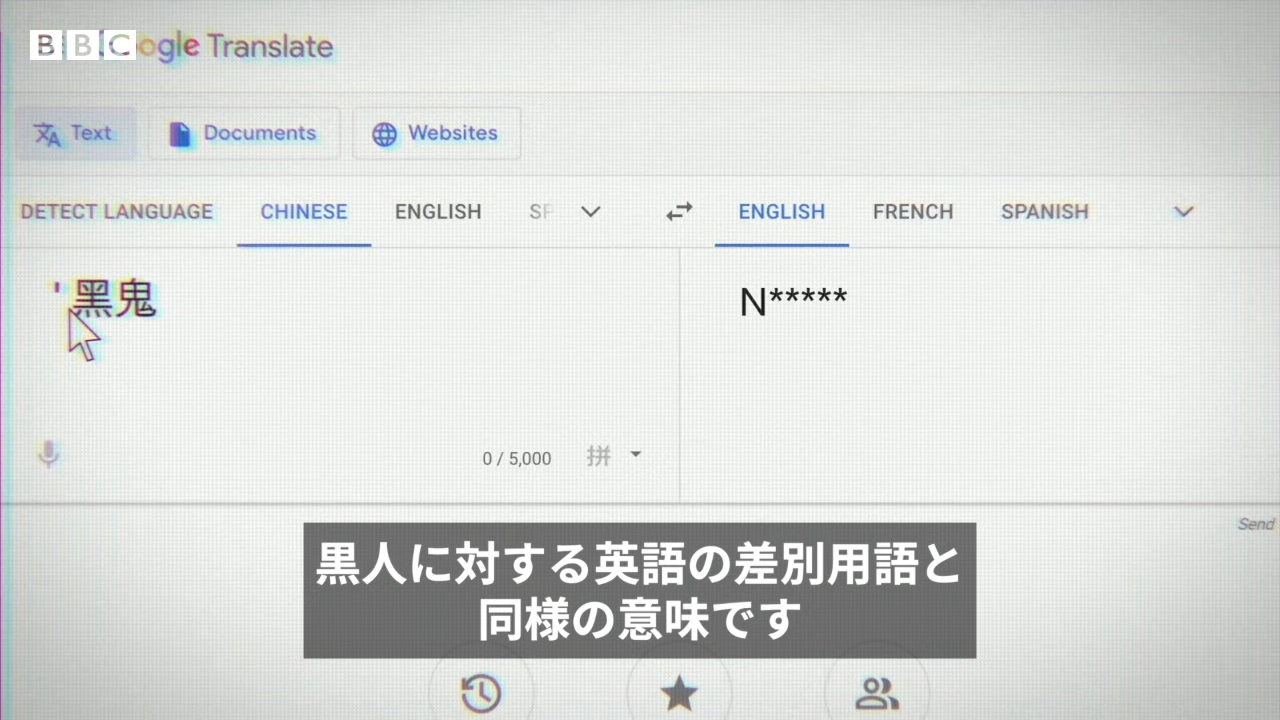 BBC
ogle Translate
Text
Documents
Websites
DETECT LANGUAGE
CHINESE
ENGLISH
SP
ENGLISH
FRENCH
SPANISH
' 黑鬼
N*****
0 / 5,000
拼
Send
黒人に対する英語の差別用語と
同様の意味です